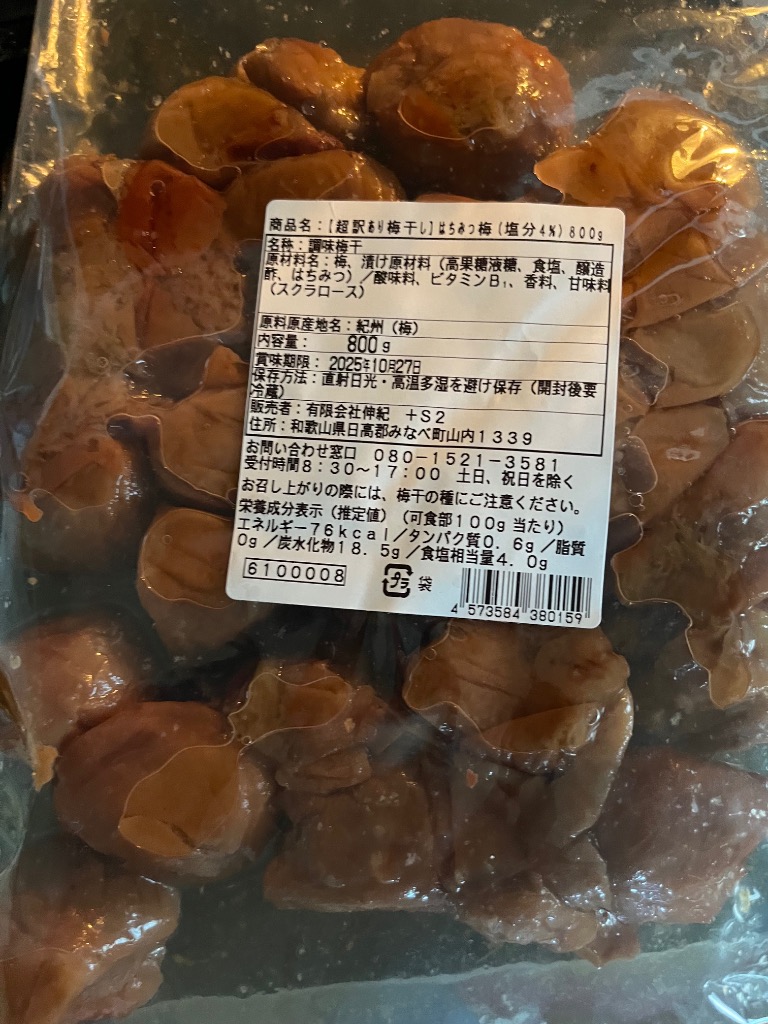 商品名：【超訳あり梅干し】はちみつ梅（塩分4%）800g
名称：調味梅干
原材料名：梅、漬け原材料（高果糖液糖、食塩、醸造
酢、はちみつ）／酸味料、ビタミンB₁、香料、甘味料
（スクラロース）
原料原産地名：紀州（梅）
内容量：　800g
賞味期限：2025年10月27日
保存方法：直射日光・高温多湿を避け保存（開封後要
冷蔵）
販売者：有限会社伸紀　+S2
住所：和歌山県日高郡みなべ町山内1339
お問い合わせ窓口　080-1521-3581
受付時間8：30～17：00　土日、祝日を除く
お召し上がりの際には、梅干の種にご注意ください。
栄養成分表示（推定値）（可食部100g当たり）
エネルギー76kcal／タンパク質0.6g／脂質
0g／炭水化物18.5g／食塩相当量4.0g
6100008
プラ 袋
4 573584 380159